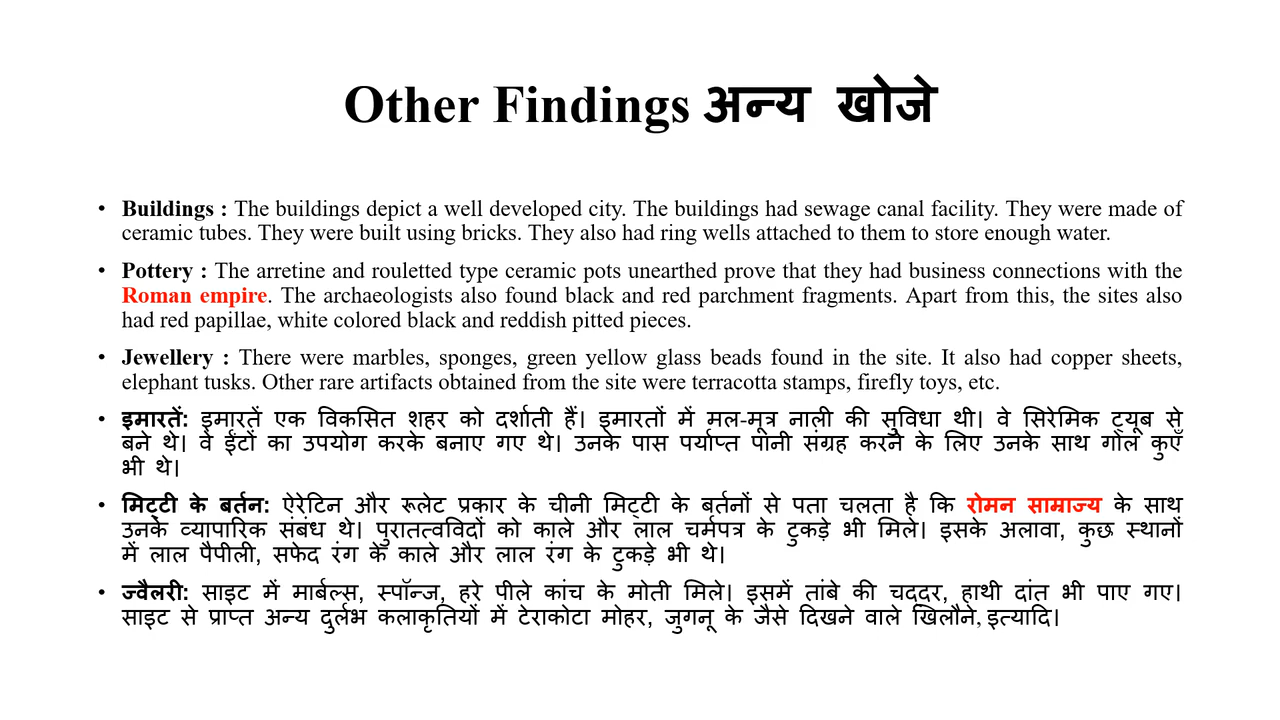 Other Findings अन्य खोजे
• Buildings : The buildings depict a well developed city. The buildings had sewage canal facility. They were made of
ceramic tubes. They were built using bricks. They also had ring wells attached to them to store enough water.
• Pottery : The arretine and rouletted type ceramic pots unearthed prove that they had business connections with the
Roman empire. The archaeologists also found black and red parchment fragments. Apart from this, the sites also
had red papillae, white colored black and reddish pitted pieces.
• Jewellery : There were marbles, sponges, green yellow glass beads found in the site. It also had copper sheets,
elephant tusks. Other rare artifacts obtained from the site were terracotta stamps, firefly toys, etc.
• इमारतें: इमारतें एक विकसित शहर को दर्शाती हैं। इमारतों में मल-मूत्र नाली की सुविधा थी। वे सिरेमिक ट्यूब से
बने थे। वे ईंटों का उपयोग करके बनाए गए थे। उनके पास पर्याप्त पानी संग्रह करने के लिए उनके साथ गोल कुएँ
भी थे।
• मिट्टी के बर्तन: ऐरेटिन और रूलेट प्रकार के चीनी मिट्टी के बर्तनों से पता चलता है कि रोमन साम्राज्य के साथ
उनके व्यापारिक संबंध थे। पुरातत्वविदों को काले और लाल चर्मपत्र के टुकड़े भी मिले। इसके अलावा, कुछ स्थानों
में लाल पैपीली, सफेद रंग के काले और लाल रंग के टुकड़े भी थे।
• ज्वैलरी: साइट में मार्बल्स, स्पॉन्ज, हरे पीले कांच के मोती मिले। इसमें तांबे की चद्दर, हाथी दांत भी पाए गए।
साइट से प्राप्त अन्य दुर्लभ कलाकृतियों में टेराकोटा मोहर, जुगनू के जैसे दिखने वाले खिलौने, इत्यादि।